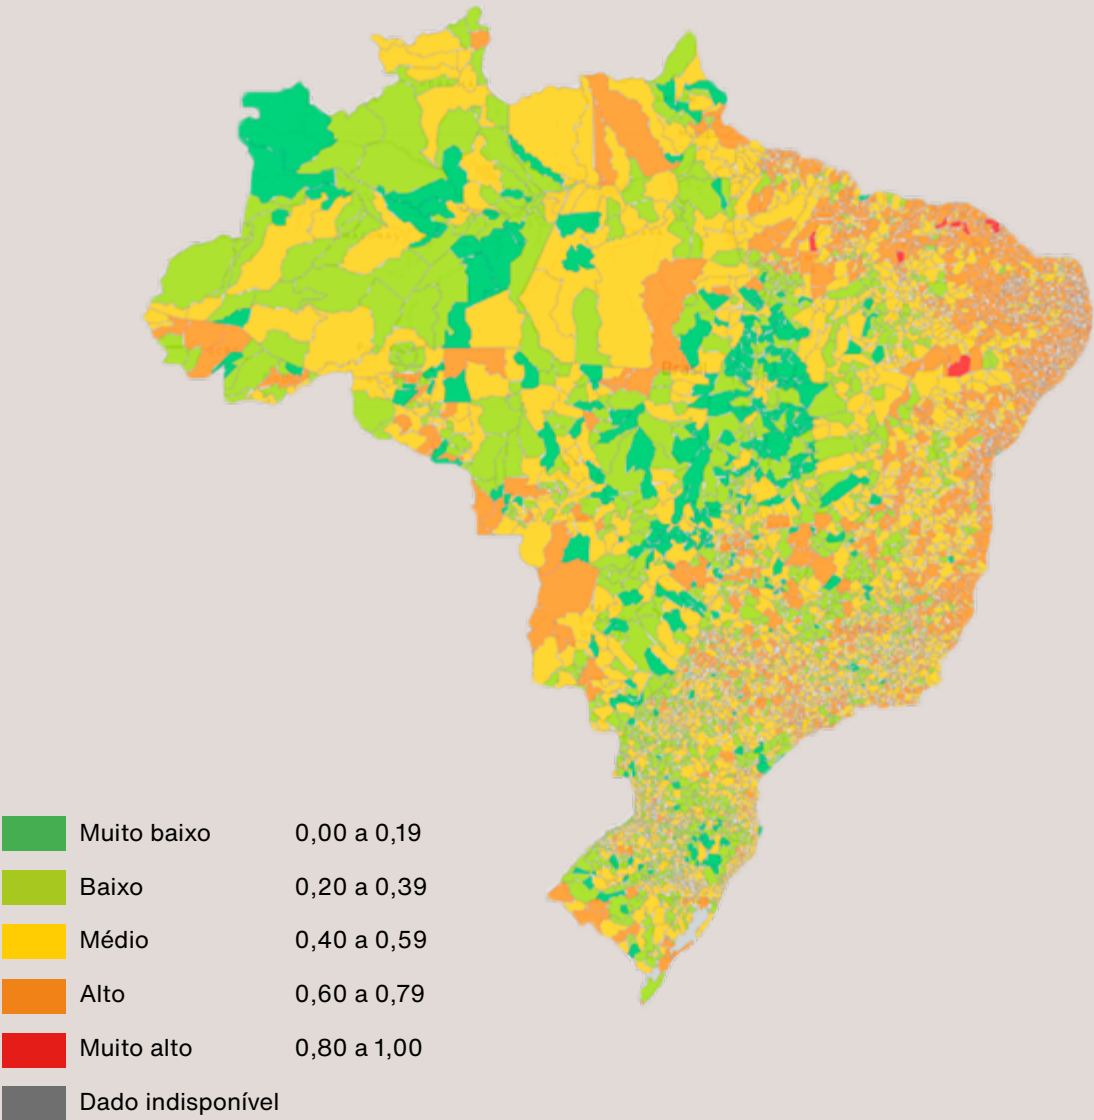 Muito baixo 0,00 a 0,19
Baixo 0,20 a 0,39
Médio 0,40 a 0,59
Alto 0,60 a 0,79
Muito alto 0,80 a 1,00
Dado indisponível